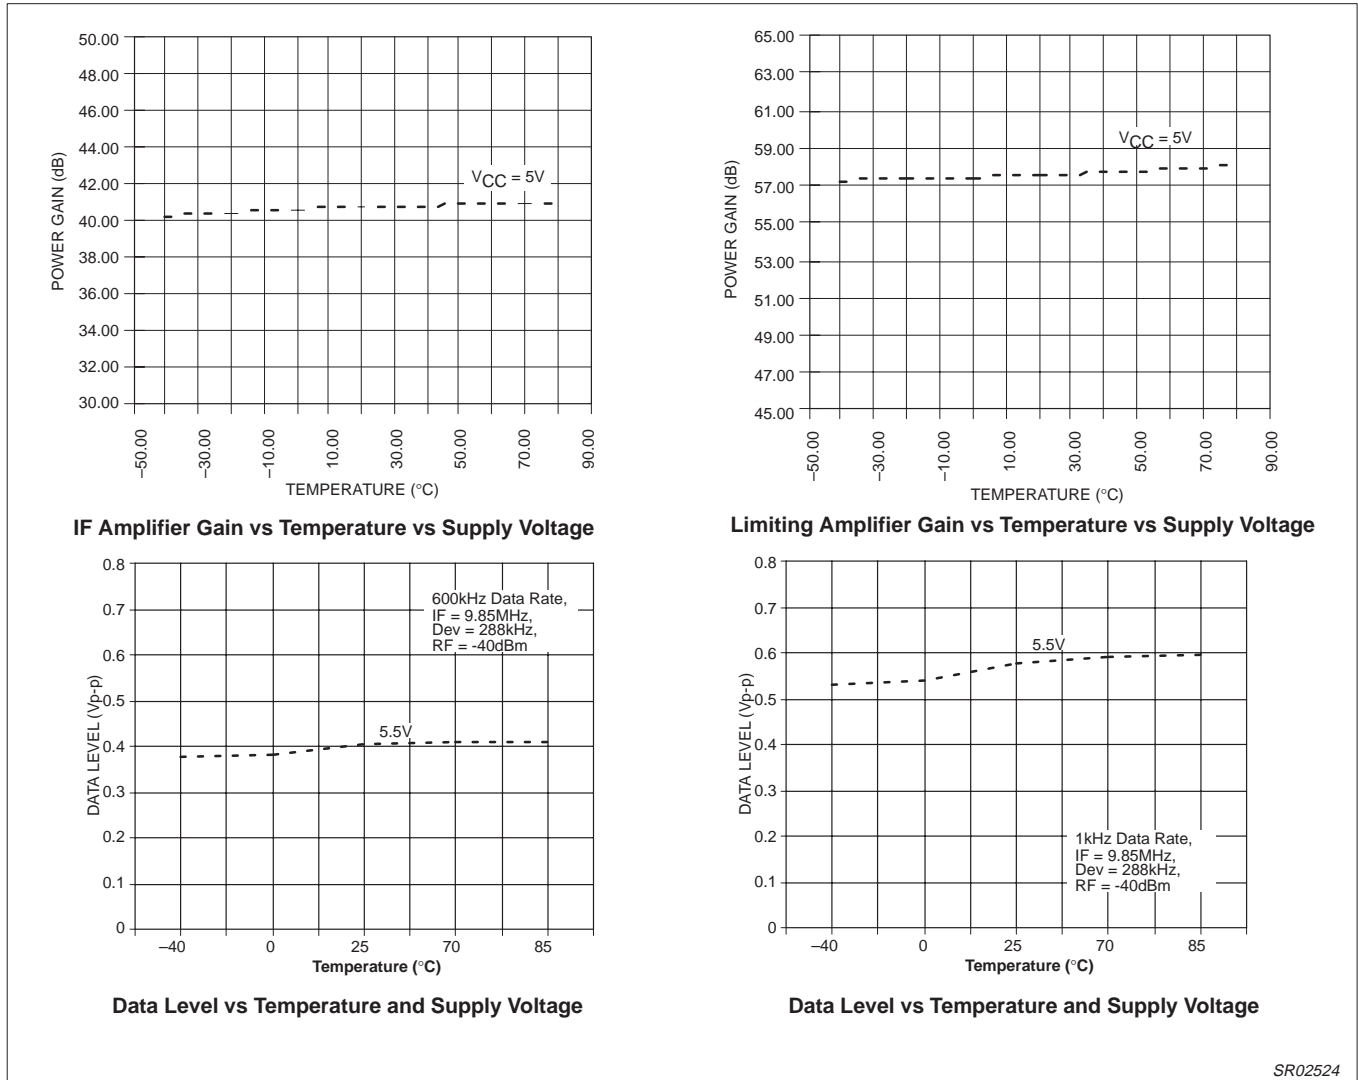 50.00
48.00
46.00
44.00
42.00
40.00
38.00
36.00
34.00
32.00
30.00
POWER GAIN (dB)
VCC = 5V
–50.00
–30.00
–10.00
10.00
30.00
50.00
70.00
90.00
TEMPERATURE (°C)
IF Amplifier Gain vs Temperature vs Supply Voltage
65.00
63.00
61.00
59.00
57.00
55.00
53.00
51.00
49.00
47.00
45.00
POWER GAIN (dB)
VCC = 5V
–50.00
–30.00
–10.00
10.00
30.00
50.00
70.00
90.00
TEMPERATURE (°C)
Limiting Amplifier Gain vs Temperature vs Supply Voltage
0.8
0.7
0.6
0.5
0.4
0.3
0.2
0.1
0
DATA LEVEL (Vp-p)
600kHz Data Rate,
IF = 9.85MHz,
Dev = 288kHz,
RF = -40dBm
5.5V
–40
0
25
70
85
Temperature (°C)
Data Level vs Temperature and Supply Voltage
0.8
0.7
0.6
0.5
0.4
0.3
0.2
0.1
0
DATA LEVEL (Vp-p)
5.5V
1kHz Data Rate,
IF = 9.85MHz,
Dev = 288kHz,
RF = -40dBm
–40
0
25
70
85
Temperature (°C)
Data Level vs Temperature and Supply Voltage
SR02524